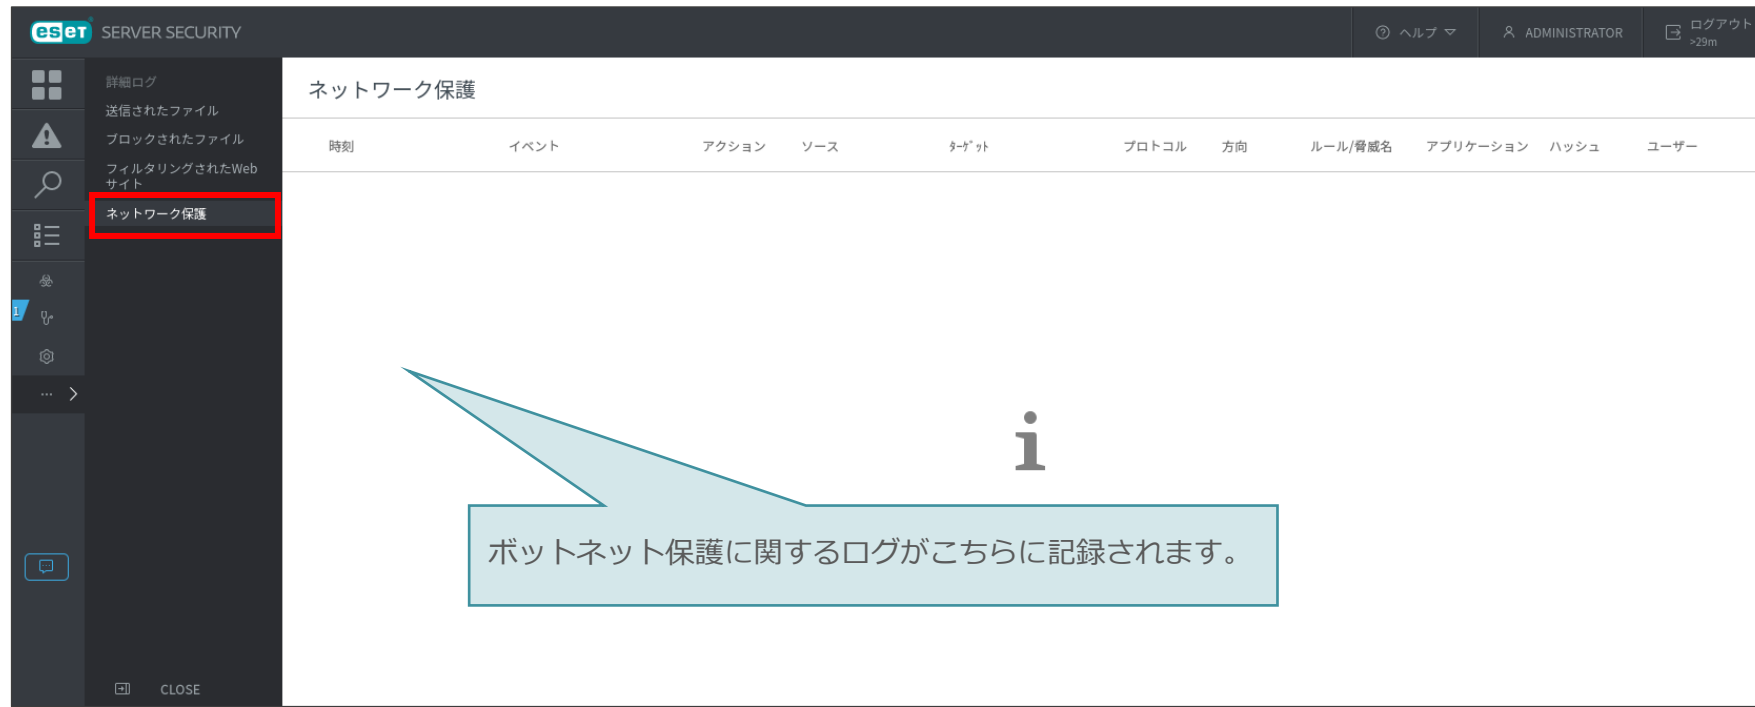 eset SERVER SECURITY
ヘルプ
ADMINISTRATOR
ログアウト
>29m
詳細ログ
送信されたファイル
ブロックされたファイル
フィルタリングされたWeb
サイト
ネットワーク保護
1
CLOSE
ネットワーク保護
時刻 イベント アクション ソース ﾀｰｹﾞｯﾄ プロトコル 方向 ルール/脅威名 アプリケーション ハッシュ ユーザー
ボットネット保護に関するログがこちらに記録されます。